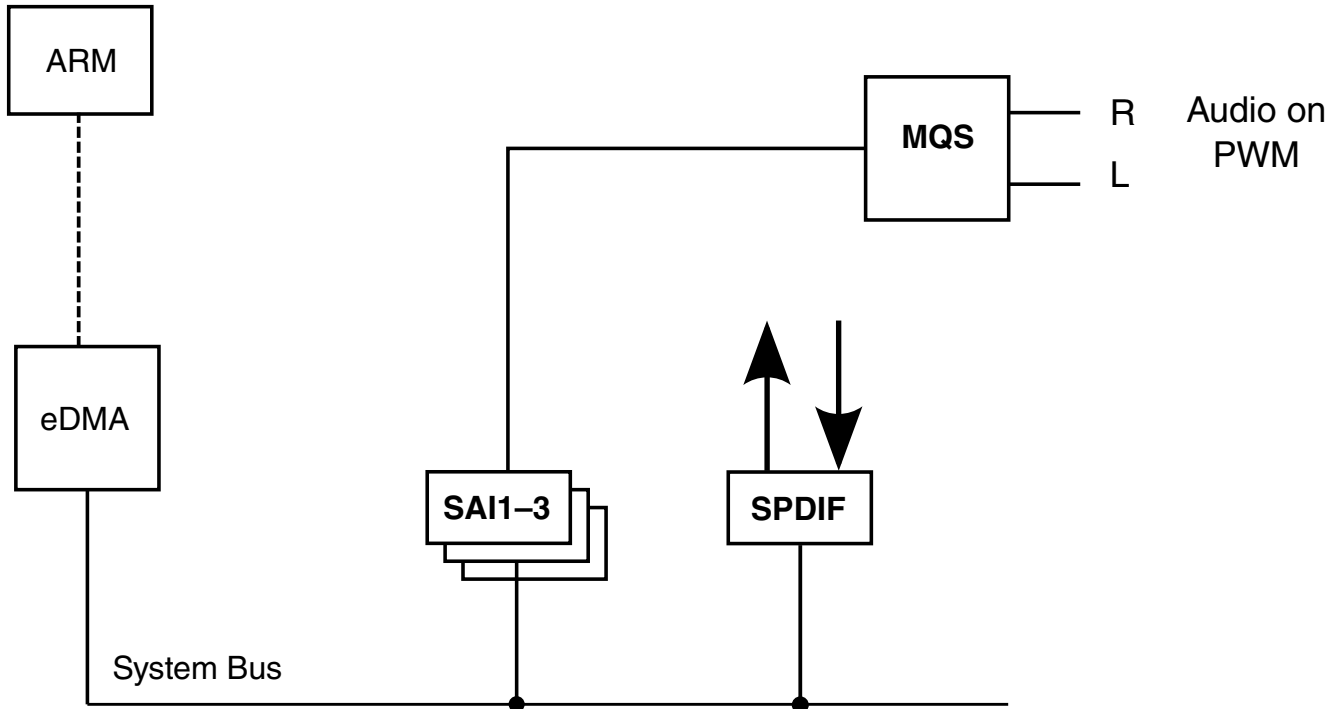 ARM
MQS
R
L
Audio on
PWM
eDMA
SAI1–3
SPDIF
System Bus